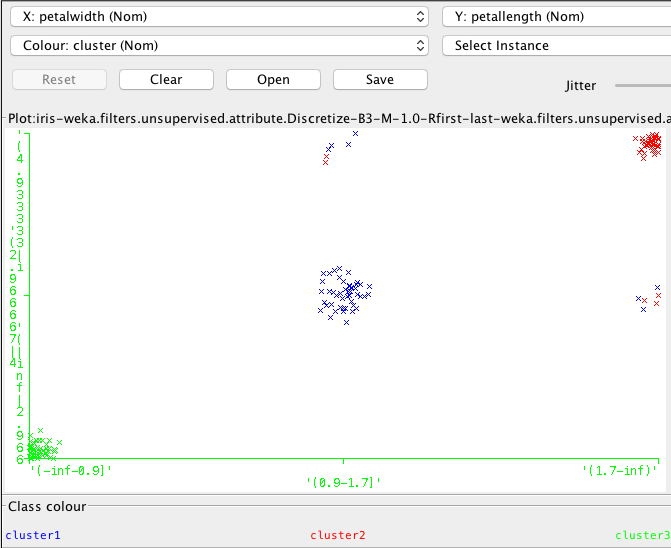 X: petalwidth (Nom)
Y: petallength (Nom)
Colour: cluster (Nom)
Select Instance
Reset
Clear
Open
Save
Jitter
Plot:iris-weka.filters.unsupervised.attribute.Discretize-B3-M-1.0-Rfirst-last-weka.filters.unsupervised.a
'(-inf-0.9]'
'(0.9-1.7]'
'(1.7-inf)'
Class colour
cluster1
cluster2
cluster3